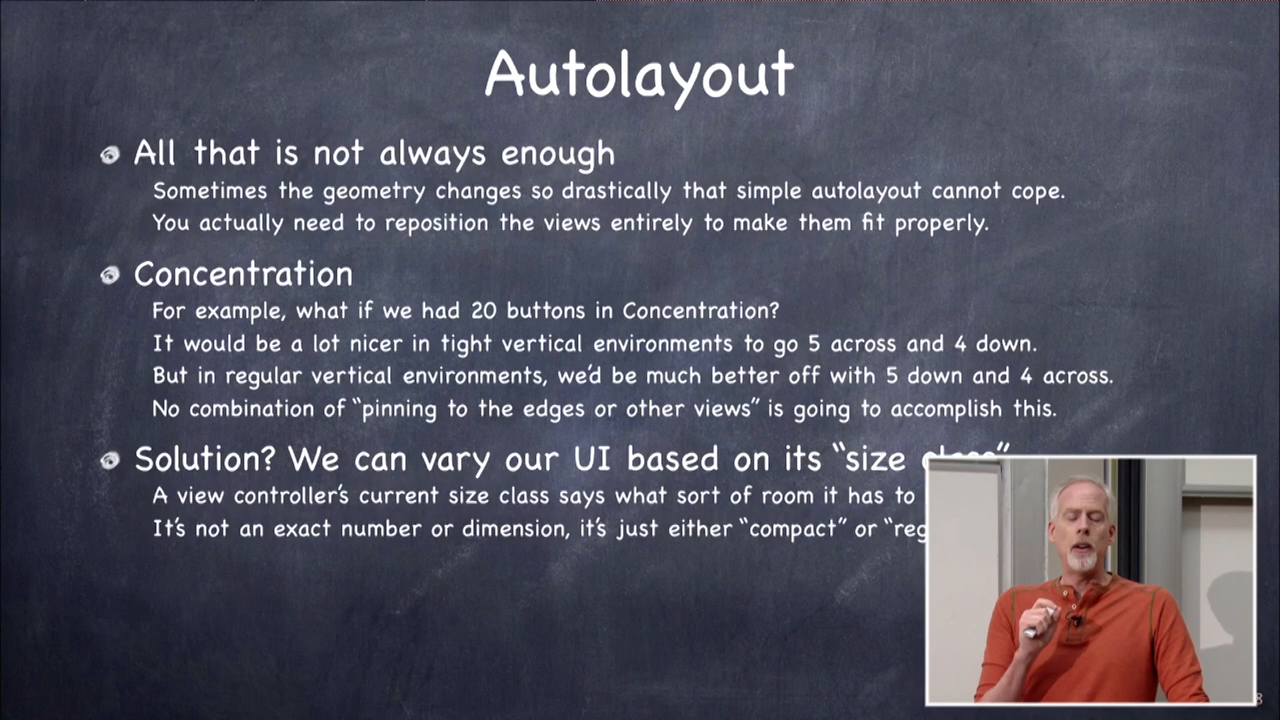 Autolayout
All that is not always enough
Sometimes the geometry changes so drastically that simple autolayout cannot cope.
You actually need to reposition the views entirely to make them fit properly.
Concentration
For example, what if we had 20 buttons in Concentration?
It would be a lot nicer in tight vertical environments to go 5 across and 4 down.
But in regular vertical environments, we'd be much better off with 5 down and 4 across.
No combination of “pinning to the edges or other views” is going to accomplish this.
Solution? We can vary our UI based on its “size class”
A view controller's current size class says what sort of room it has to
It's not an exact number or dimension, it's just either “compact” or “reg
8